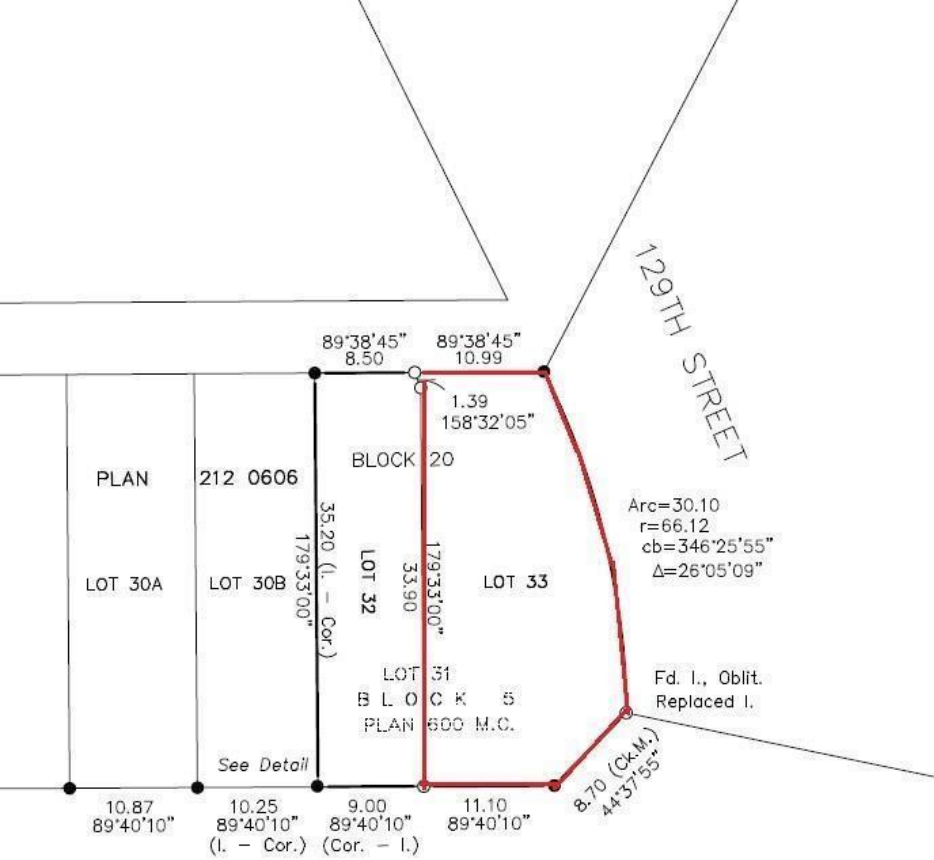 129TH STREET
89°38'45" 89°38'45"
8.50 10.99
1.39
158°32'05"
BLOCK 20
PLAN 212 0606
Arc=30.10
r=66.12
cb=346°25'55"
Δ=26°05'09"
35.20 (I. - Cor.)
179°33'00"
LOT 32
33.90
179°33'00"
LOT 30A LOT 30B LOT 33
LOT 31
BLOCK 5
PLAN 600 M.C.
Fd. I., Oblit.
Replaced I.
See Detail
8.70 (Ck.M.)
44°37'55"
10.87 10.25 9.00 11.10
89°40'10" 89°40'10" 89°40'10" 89°40'10"
(I. - Cor.) (Cor. - I.)